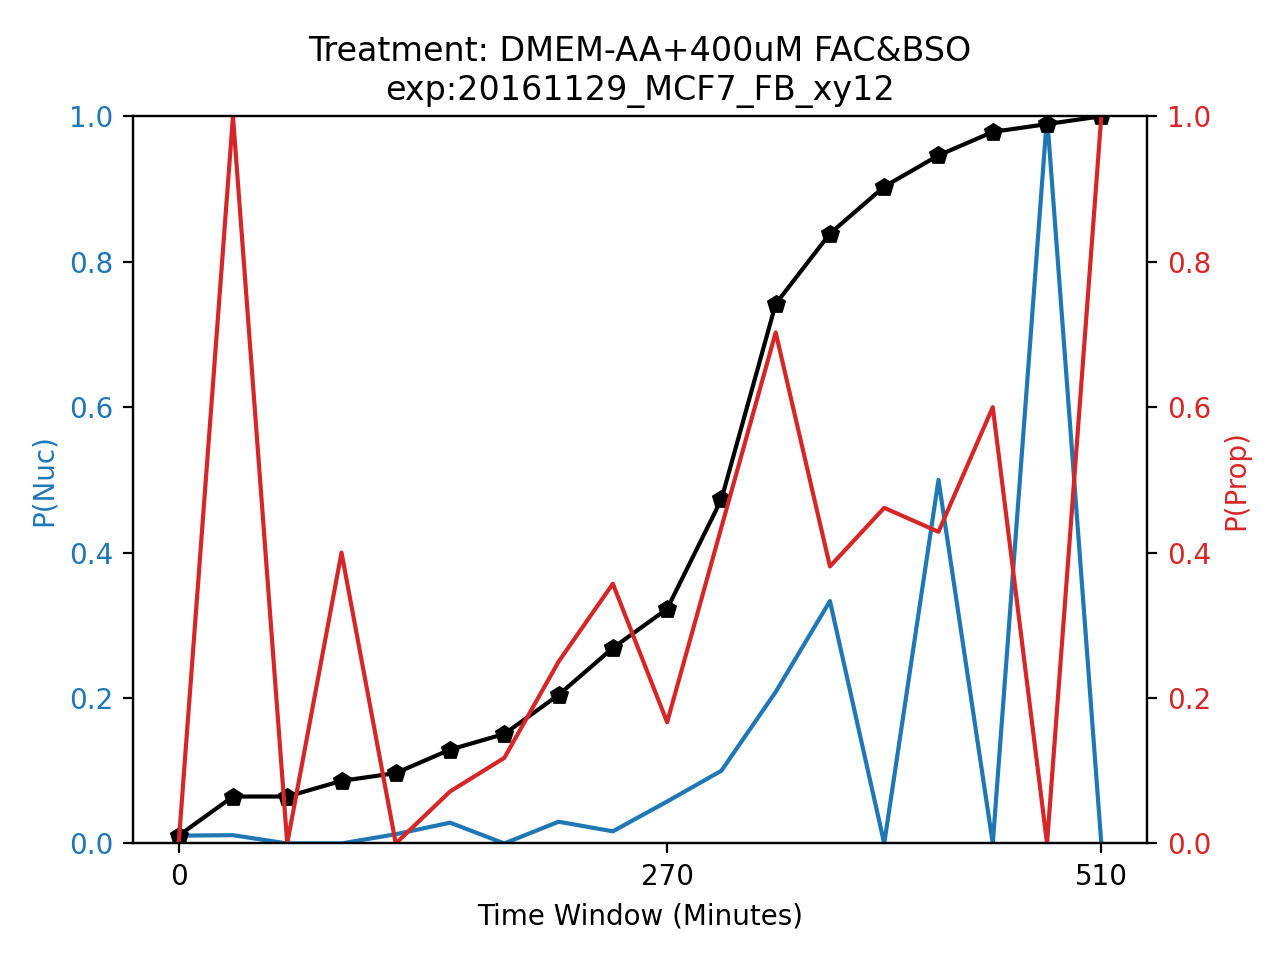 Treatment: DMEM-AA+400uM FAC&BSO
exp:20161129_MCF7_FB_xy12
1.0
0.8
0.6
0.4
0.2
0.0
P(Nuc)
1.0
0.8
0.6
0.4
0.2
0.0
P(Prop)
0 270 510
Time Window (Minutes)